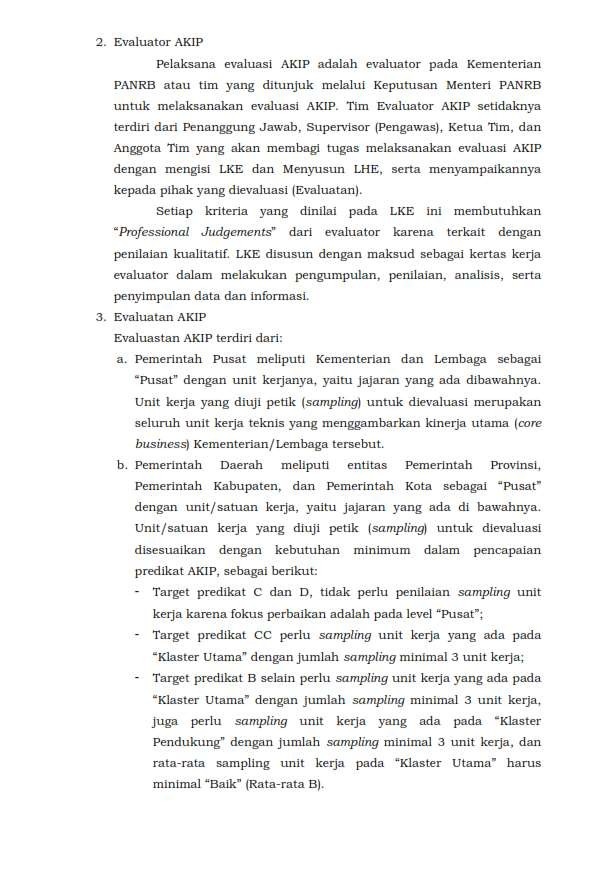 2. Evaluator AKIP
Pelaksana evaluasi AKIP adalah evaluator pada Kementerian
PANRB atau tim yang ditunjuk melalui Keputusan Menteri PANRB
untuk melaksanakan evaluasi AKIP. Tim Evaluator AKIP setidaknya
terdiri dari Penanggung Jawab, Supervisor (Pengawas), Ketua Tim, dan
Anggota Tim yang akan membagi tugas melaksanakan evaluasi AKIP
dengan mengisi LKE dan Menyusun LHE, serta menyampaikannya
kepada pihak yang dievaluasi (Evaluatan).
Setiap kriteria yang dinilai pada LKE ini membutuhkan
“Professional Judgements” dari evaluator karena terkait dengan
penilaian kualitatif. LKE disusun dengan maksud sebagai kertas kerja
evaluator dalam melakukan pengumpulan, penilaian, analisis, serta
penyimpulan data dan informasi.
3. Evaluatan AKIP
Evaluastan AKIP terdiri dari:
a. Pemerintah Pusat meliputi Kementerian dan Lembaga sebagai
“Pusat” dengan unit kerjanya, yaitu jajaran yang ada dibawahnya.
Unit kerja yang diuji petik (sampling) untuk dievaluasi merupakan
seluruh unit kerja teknis yang menggambarkan kinerja utama (core
business) Kementerian/Lembaga tersebut.
b. Pemerintah Daerah meliputi entitas Pemerintah Provinsi,
Pemerintah Kabupaten, dan Pemerintah Kota sebagai “Pusat”
dengan unit/satuan kerja, yaitu jajaran yang ada di bawahnya.
Unit/satuan kerja yang diuji petik (sampling) untuk dievaluasi
disesuaikan dengan kebutuhan minimum dalam pencapaian
predikat AKIP, sebagai berikut:
- Target predikat C dan D, tidak perlu penilaian sampling unit
kerja karena fokus perbaikan adalah pada level “Pusat”;
- Target predikat CC perlu sampling unit kerja yang ada pada
“Klaster Utama” dengan jumlah sampling minimal 3 unit kerja;
- Target predikat B selain perlu sampling unit kerja yang ada pada
“Klaster Utama” dengan jumlah sampling minimal 3 unit kerja,
juga perlu sampling unit kerja yang ada pada “Klaster
Pendukung” dengan jumlah sampling minimal 3 unit kerja, dan
rata-rata sampling unit kerja pada “Klaster Utama” harus
minimal “Baik” (Rata-rata B).